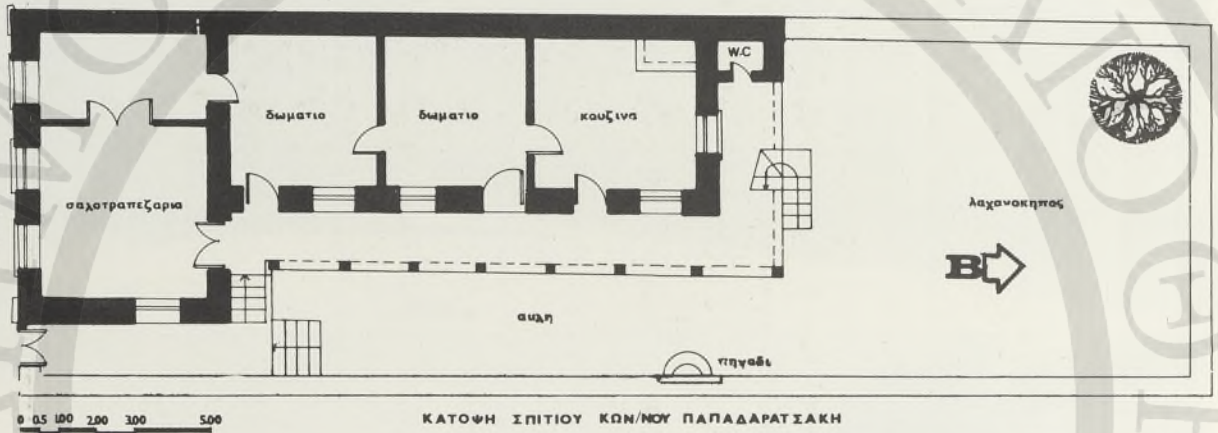 W.C
δωματιο
δωματιο
κουζινα
σαλοτραπεζαρια
λαχανοκηπος
Β
αυλη
πηγαδι
0 0.5 1.00 2.00 3.00 5.00
ΚΑΤΟΨΗ ΣΠΙΤΙΟΥ ΚΩΝ/ΝΟΥ ΠΑΠΑΔΑΡΑΤΣΑΚΗ